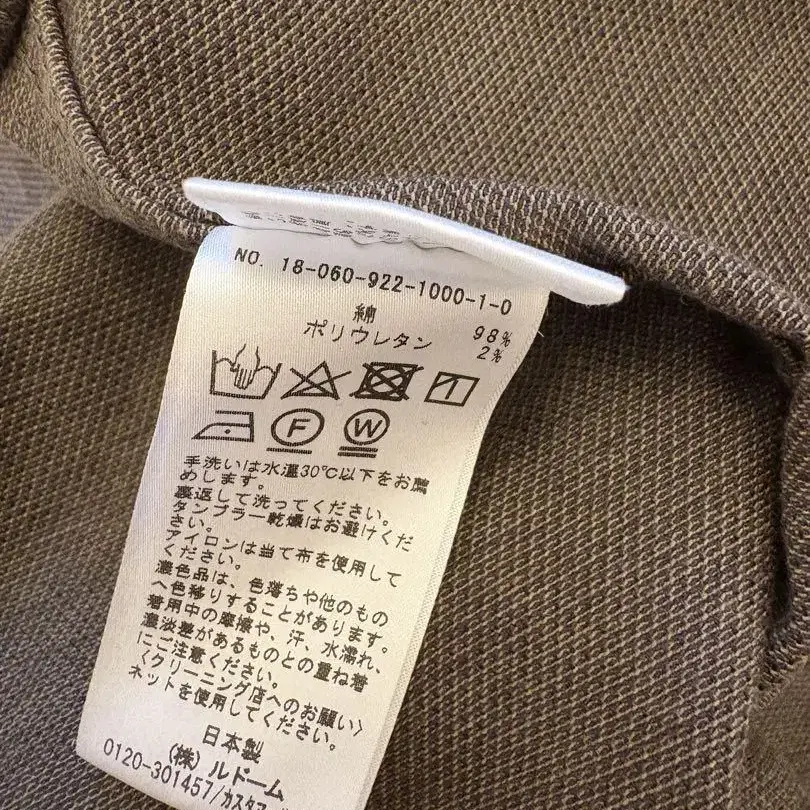 NO. 18-060-922-1000-1-0
綿 98%
ポリウレタン 2%
F W
手洗いは水温30℃以下をお薦
めします。
裏返して洗ってください。
タンブラー乾燥はお避けくだ
さい。
アイロンは当て布を使用して
ください。
濃色品は、色落ちや他のもの
へ色移りすることがあります。
着用中の摩擦や、汗、水濡れ、
濃淡差があるものとの重ね着
にご注意ください。
〈クリーニング店へのお願い〉
ネットを使用してください。
日本製
(株)ルドーム
0120-301457/カスタマ